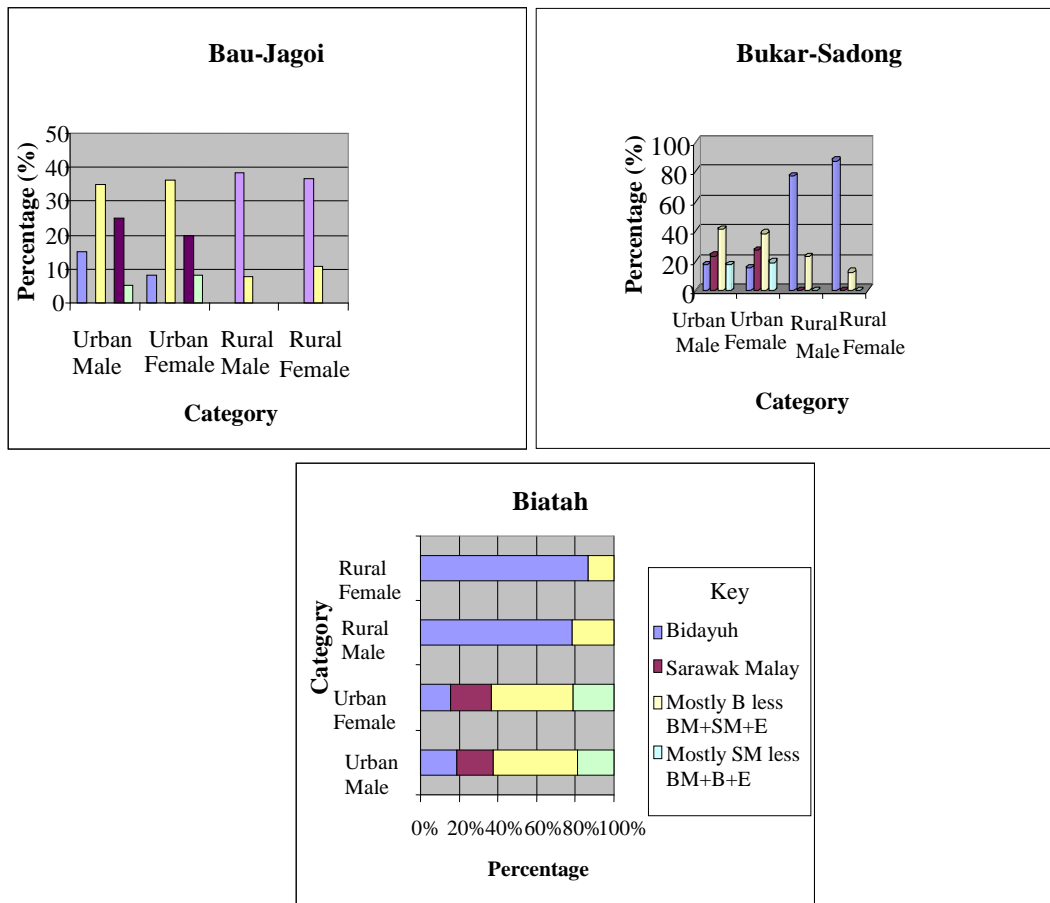 Bau-Jagoi
Percentage (%)
50
40
30
20
10
0
Urban Urban Rural Rural
Male Female Male Female
Category
Bukar-Sadong
Percentage (%)
100
80
60
40
20
0
Urban Urban Rural Rural
Male Female Male Female
Category
Biatah
Category
Rural
Female
Rural
Male
Urban
Female
Urban
Male
0% 20% 40% 60% 80% 100%
Percentage
Key
Bidayuh
Sarawak Malay
Mostly B less
BM+SM+E
Mostly SM less
BM+B+E